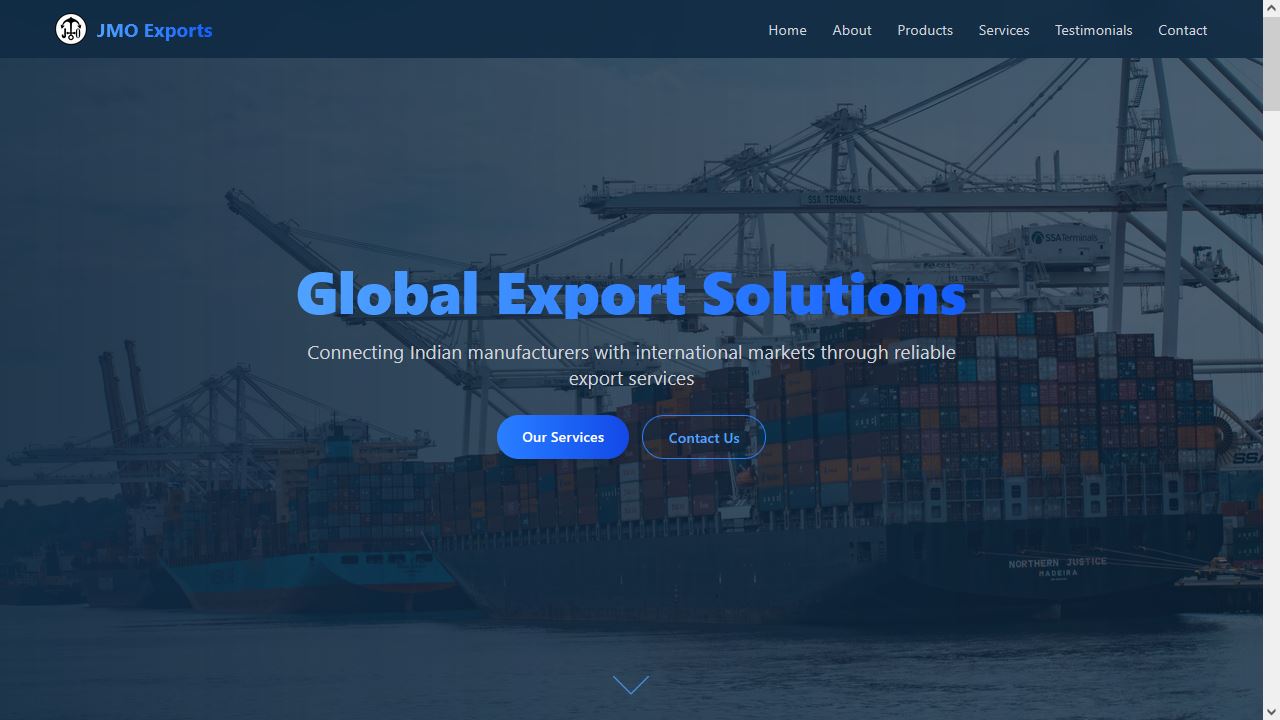 JMO Exports
Home
About
Products
Services
Testimonials
Contact
SSA TERMINALS
SSATerminals
Global Export Solutions
Connecting Indian manufacturers with international markets through reliable
export services
Our Services
Contact Us
NORTHERN JUSTICE
MADEIRA